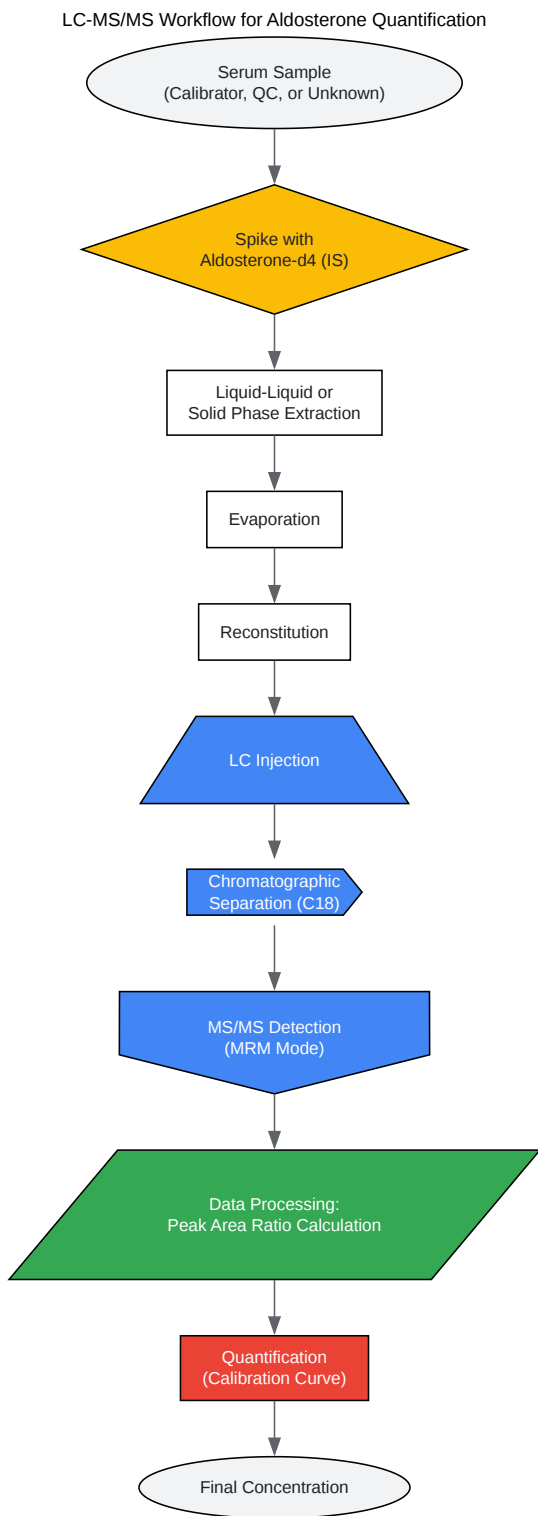 LC-MS/MS Workflow for Aldosterone Quantification
Serum Sample
(Calibrator, QC, or Unknown)
Spike with
Aldosterone-d4 (IS)
Liquid-Liquid or
Solid Phase Extraction
Evaporation
Reconstitution
LC Injection
Chromatographic
Separation (C18)
MS/MS Detection
(MRM Mode)
Data Processing:
Peak Area Ratio Calculation
Quantification
(Calibration Curve)
Final Concentration